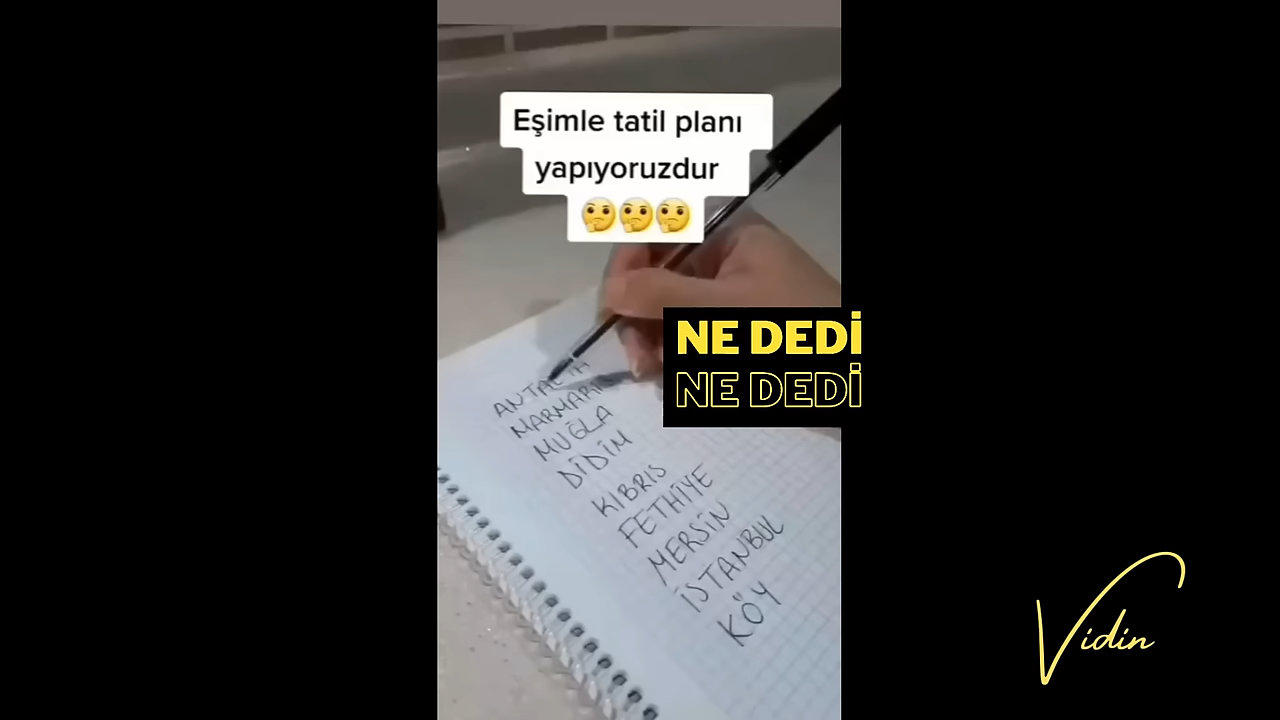 Eşimle tatil planı
yapıyoruzdur
🤔🤔🤔
NE DEDİ
NE DEDİ
MUĞLA
DİDİM
KIBRIS
FETHİYE
MERSİN
İSTANBUL
KÖY
Vidin